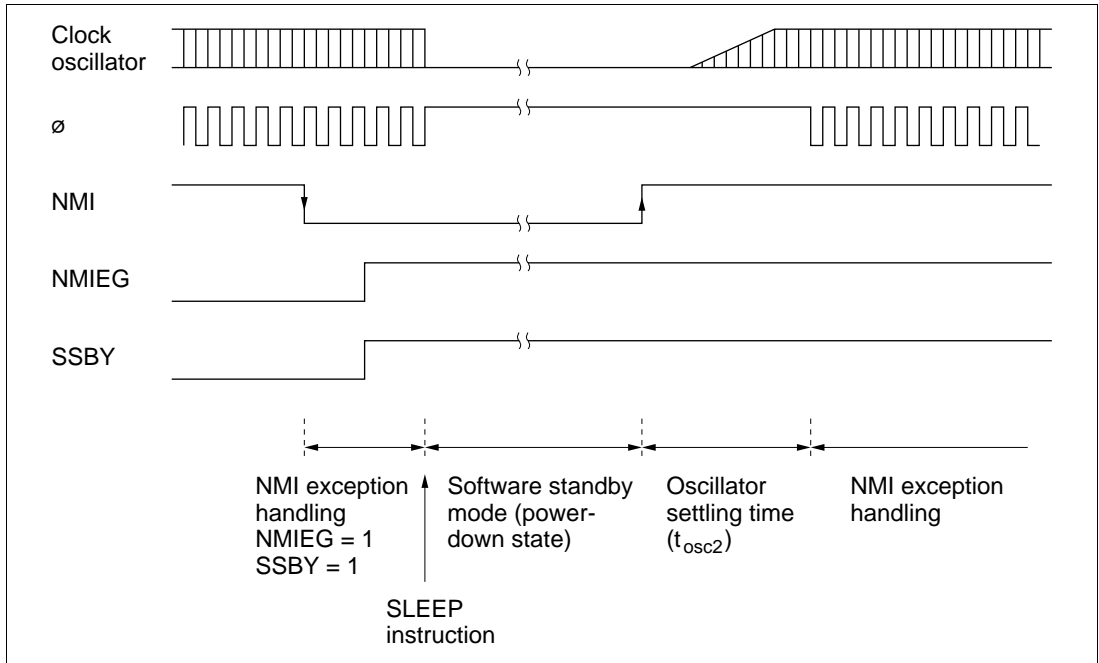 Clock
oscillator
ø
NMI
NMIEG
SSBY
NMI exception
handling
NMIEG = 1
SSBY = 1
Software standby
mode (power-
down state)
Oscillator
settling time
(tosc2)
NMI exception
handling
SLEEP
instruction